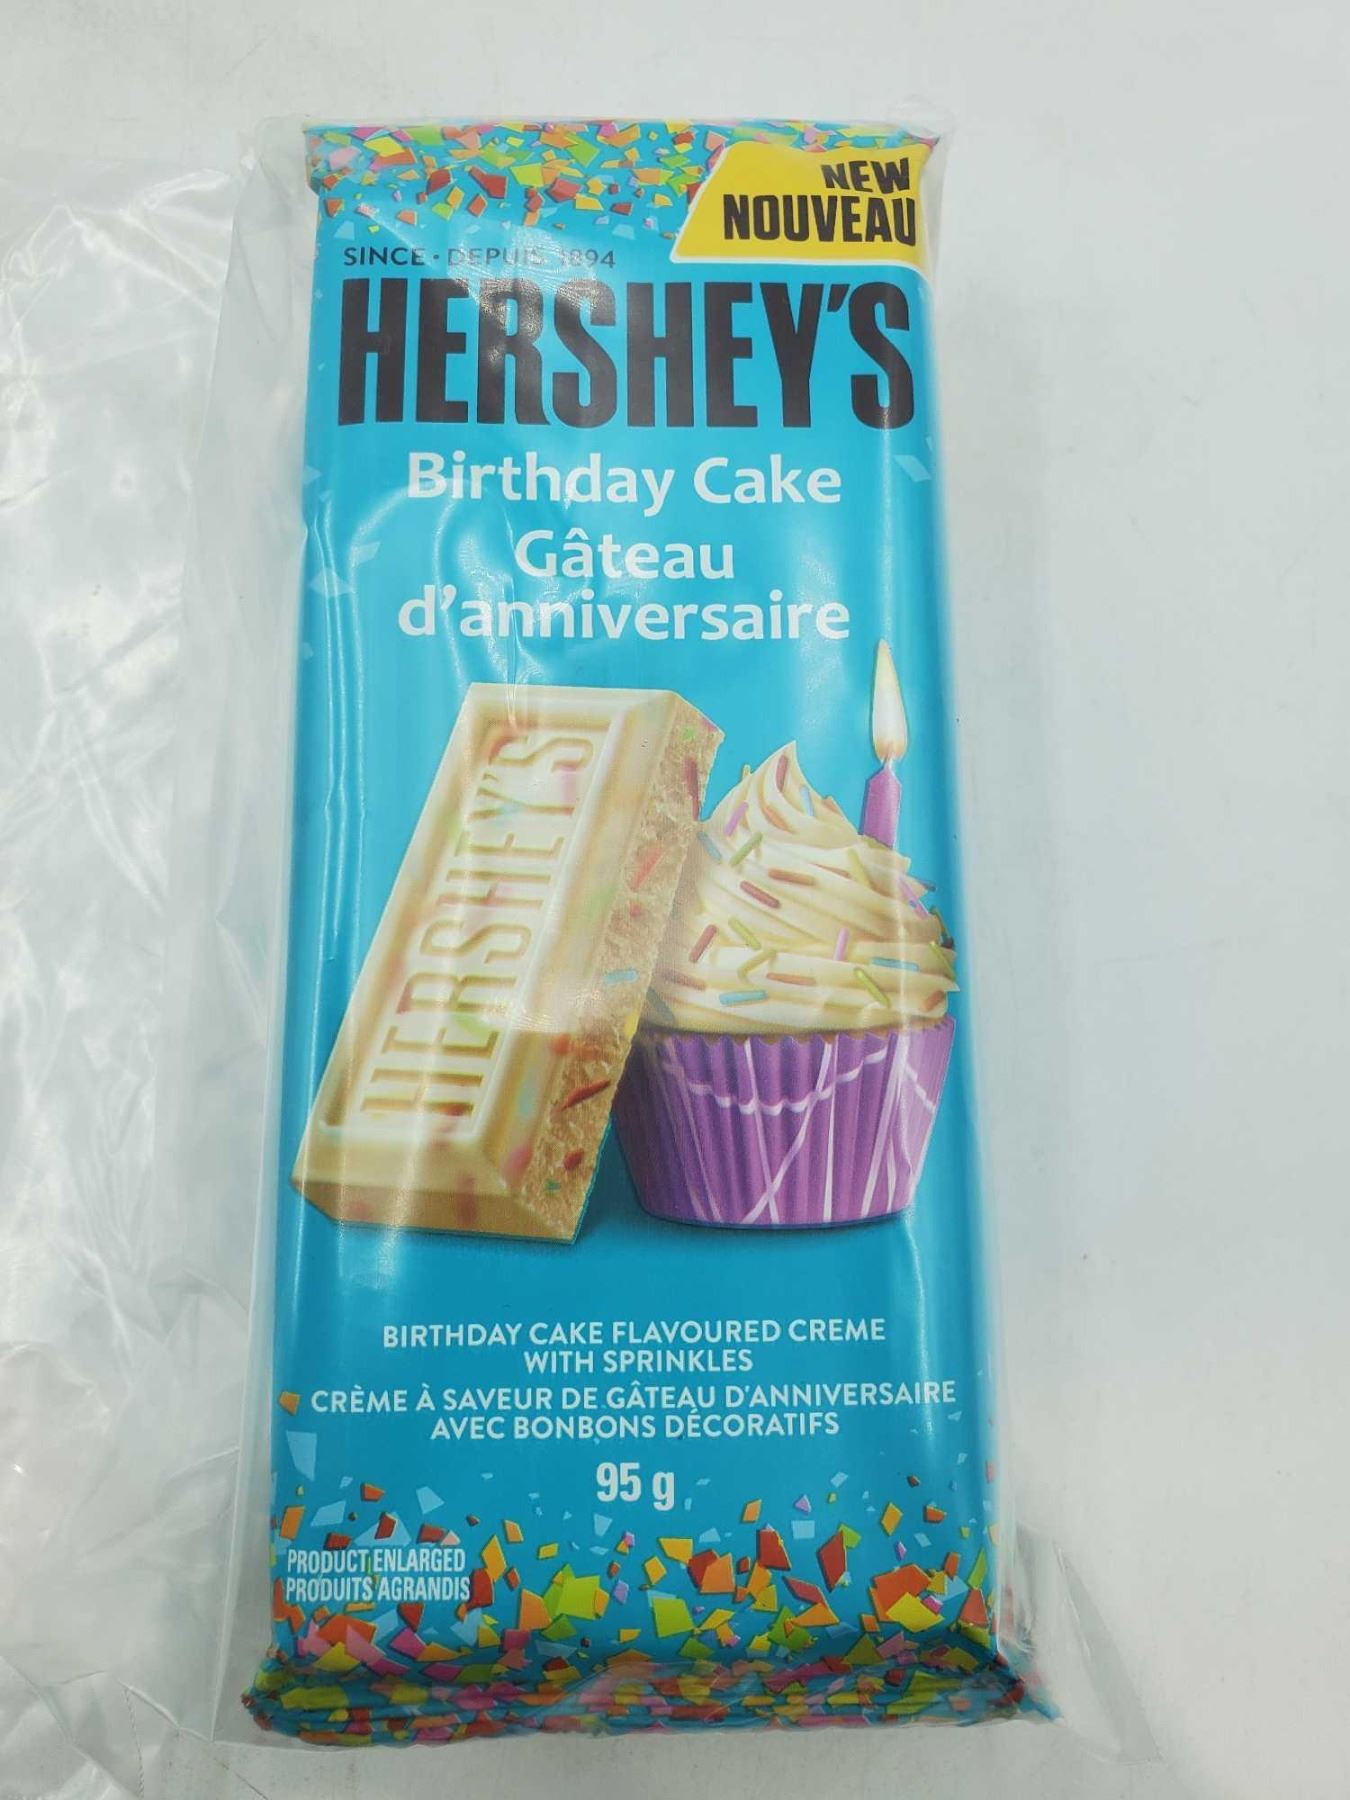 NEW
NOUVEAU
SINCE • DEPUIS 1894
HERSHEY'S
Birthday Cake
Gâteau
d'anniversaire
HERSHEY'S
BIRTHDAY CAKE FLAVOURED CREME
WITH SPRINKLES
CRÈME À SAVEUR DE GÂTEAU D'ANNIVERSAIRE
AVEC BONBONS DÉCORATIFS
95 g
PRODUCT ENLARGED
PRODUITS AGRANDIS